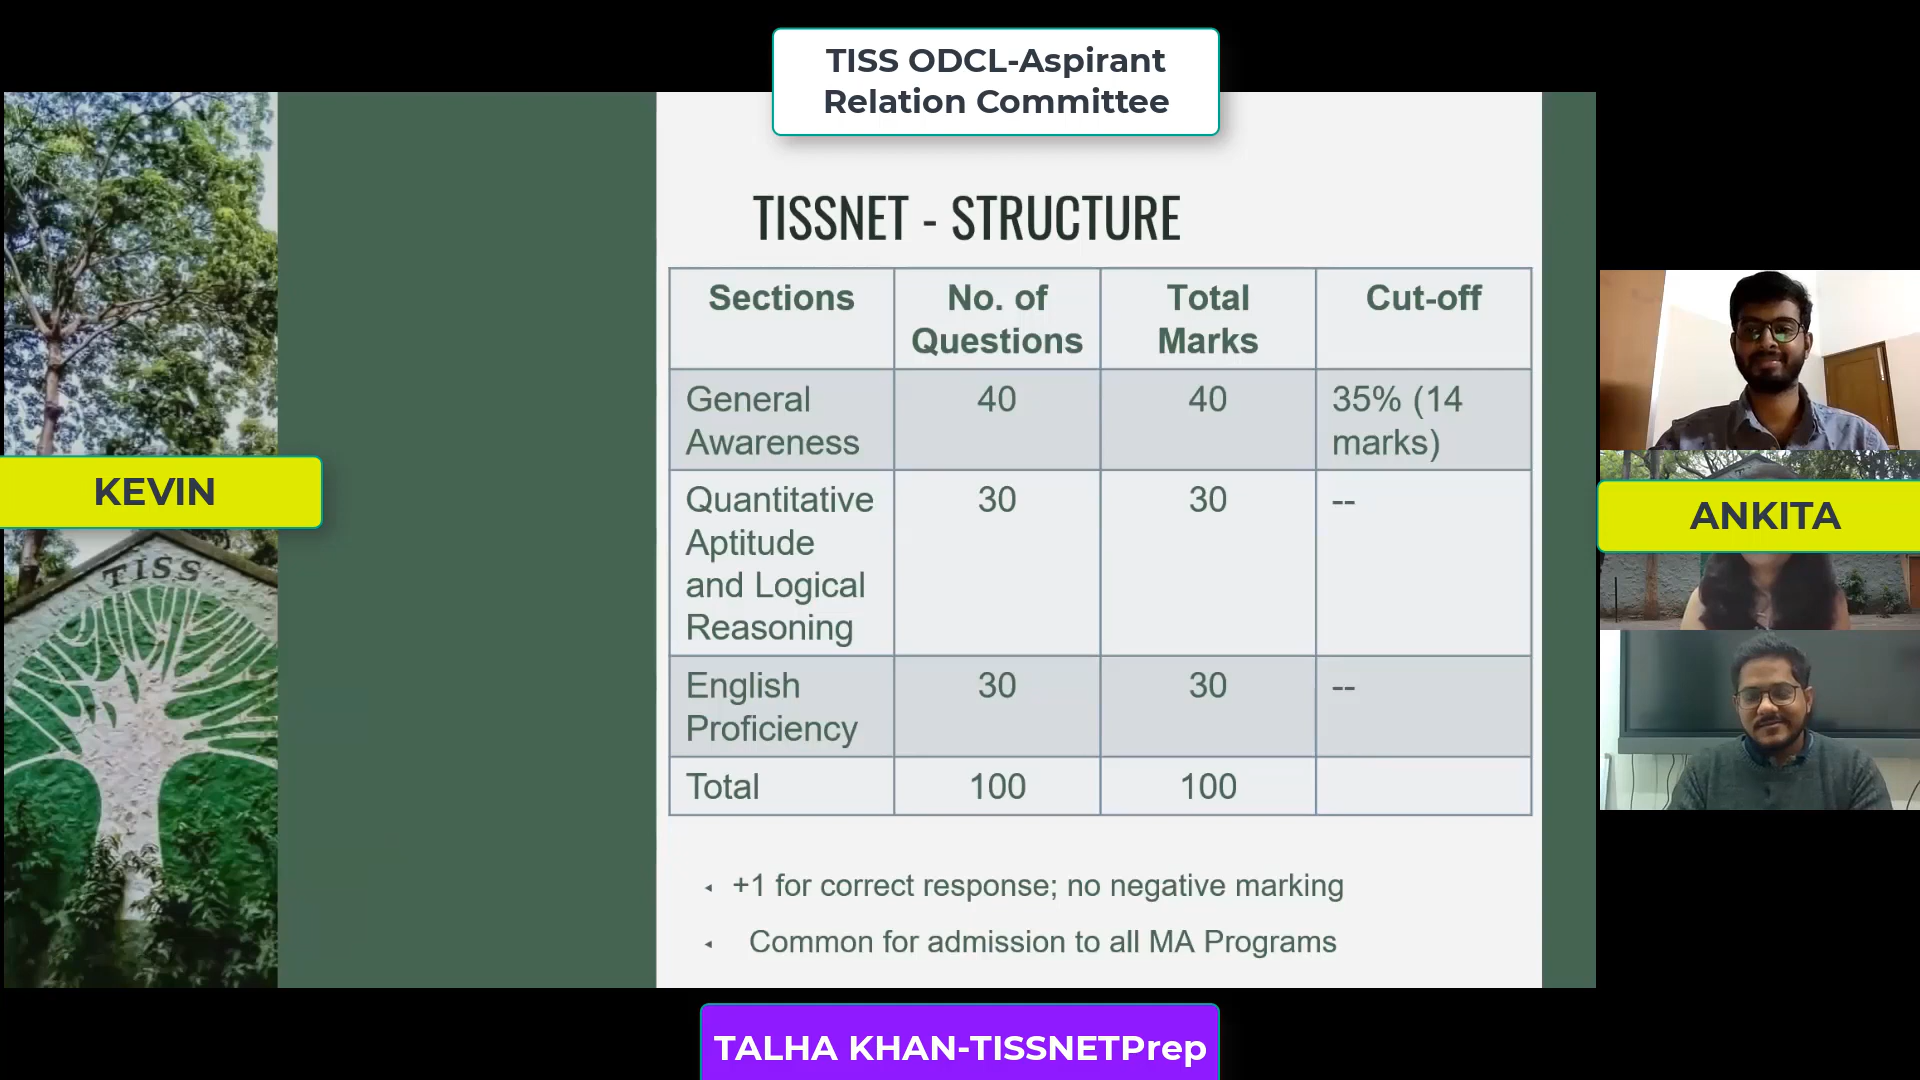 TISS ODCL-Aspirant
Relation Committee
TISSNET - STRUCTURE
Sections No. of Questions Total Marks Cut-off
General Awareness 40 40 35% (14 marks)
Quantitative Aptitude and Logical Reasoning 30 30 --
English Proficiency 30 30 --
Total 100 100
+1 for correct response; no negative marking
Common for admission to all MA Programs
KEVIN
TISS
ANKITA
TALHA KHAN-TISSNETPrep